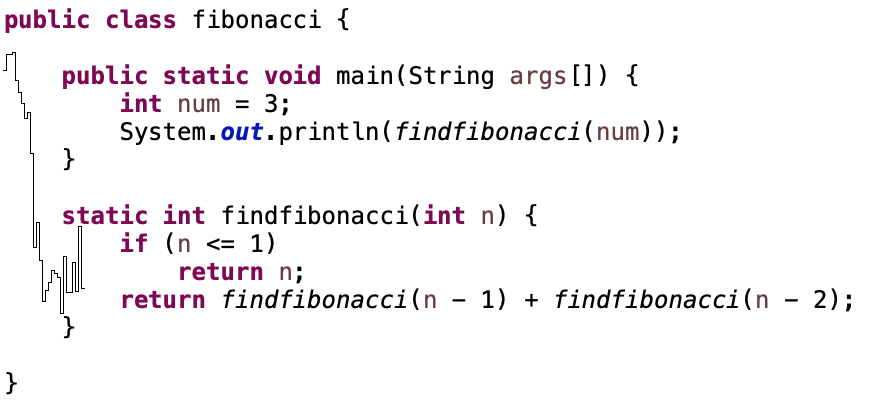 public class fibonacci {
public static void main(String args[]) {
int num = 3;
System.out.println(findfibonacci(num));
}
static int findfibonacci(int n) {
if (n <= 1)
return n;
return findfibonacci(n - 1) + findfibonacci(n - 2);
}
}